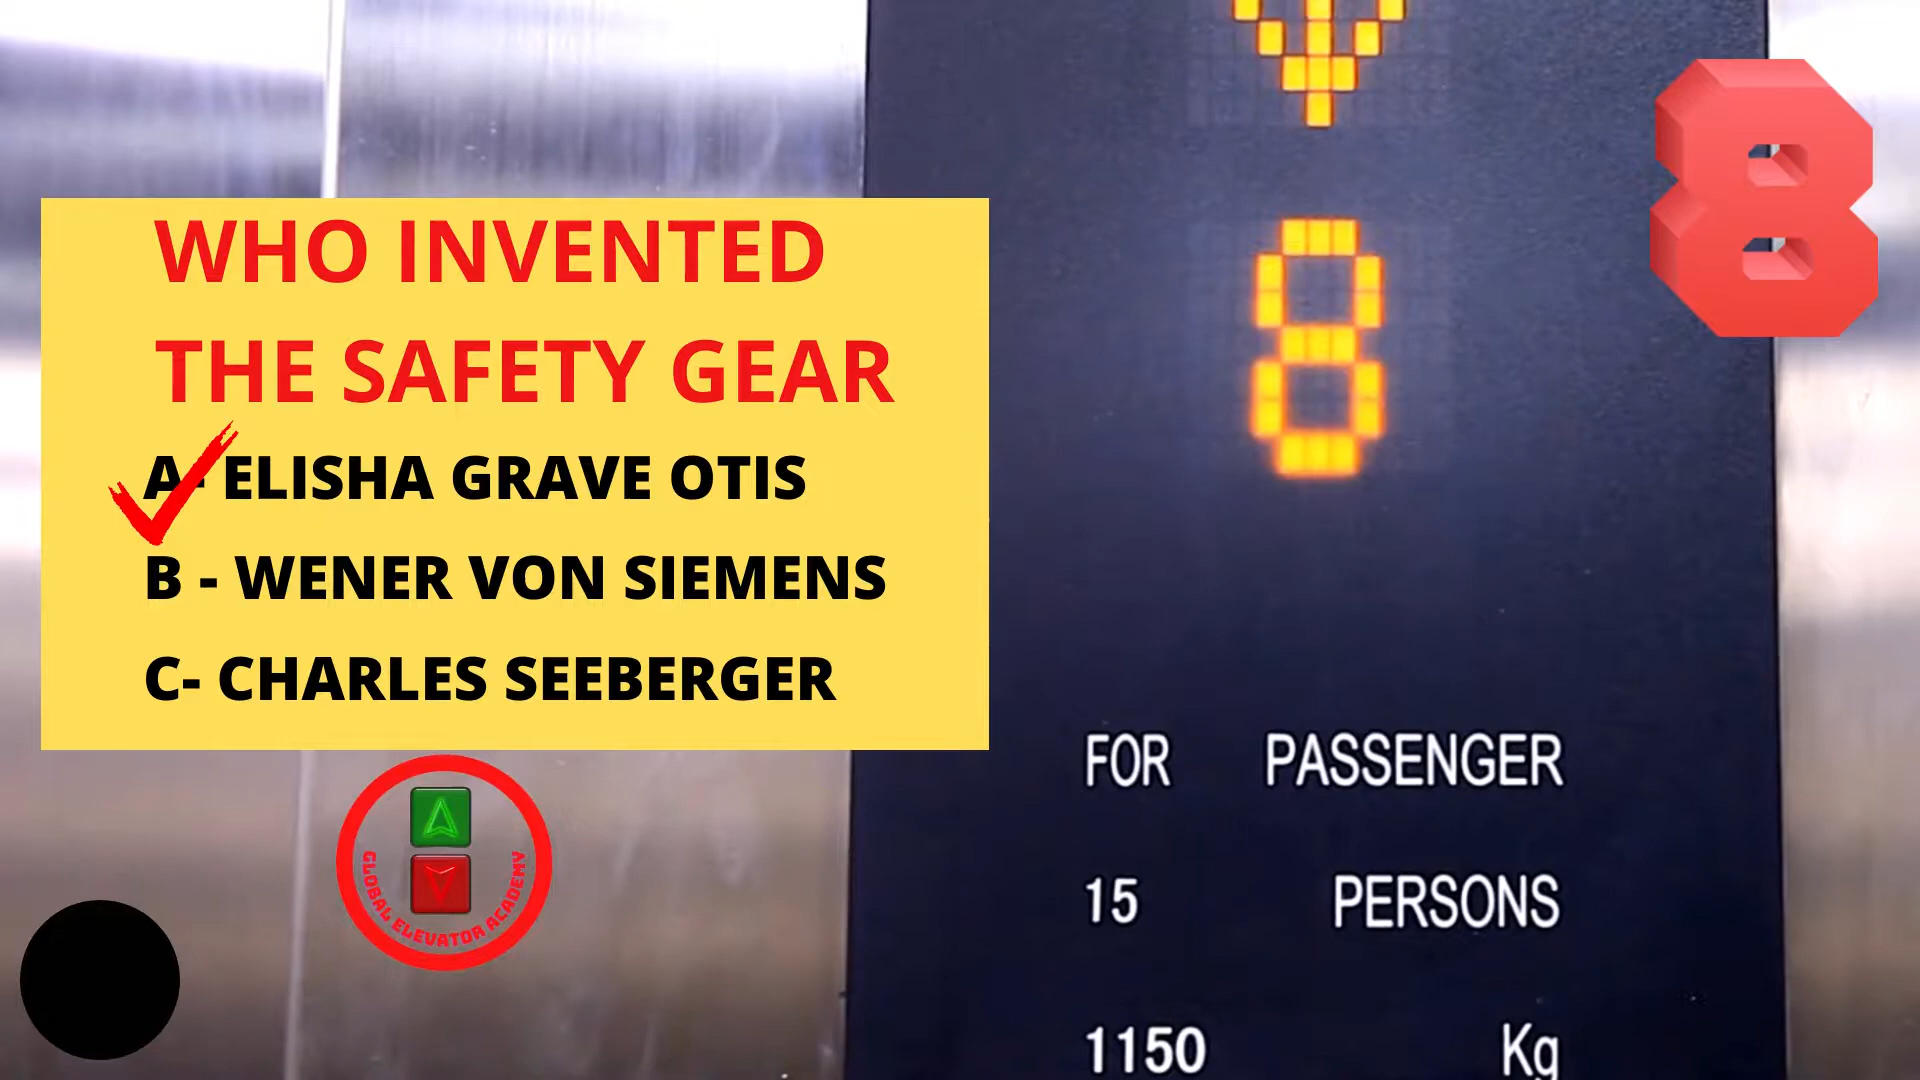 WHO INVENTED
THE SAFETY GEAR
A- ELISHA GRAVE OTIS
B - WENER VON SIEMENS
C- CHARLES SEEBERGER
GLOBAL ELEVATOR ACADEMY
8
8
FOR PASSENGER
15 PERSONS
1150 Kg